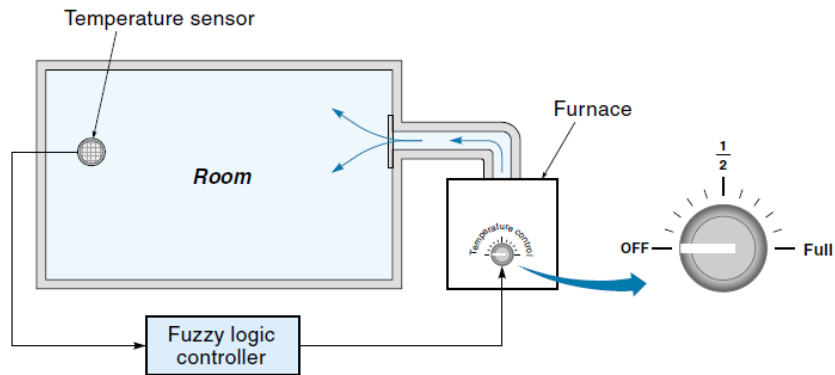 Temperature sensor
Furnace
Room
Temperature control
1
2
OFF
Full
Fuzzy logic
controller